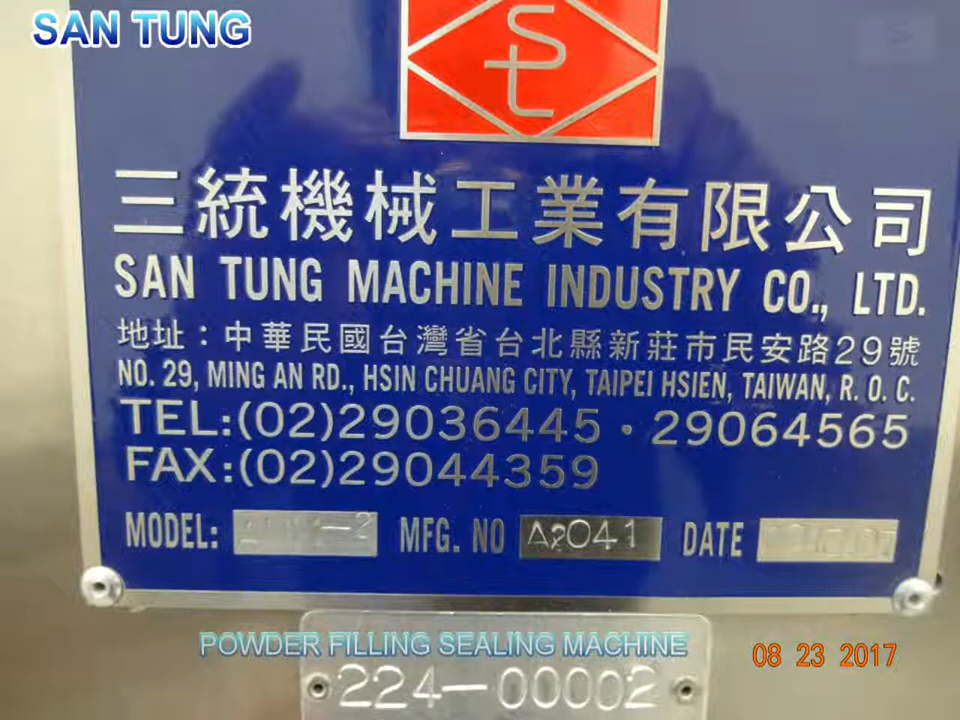 SAN TUNG
St
三統機械工業有限公司
SAN TUNG MACHINE INDUSTRY CO., LTD.
地址：中華民國台灣省台北縣新莊市民安路29號
NO. 29, MING AN RD., HSIN CHUANG CITY, TAIPEI HSIEN, TAIWAN, R. O. C.
TEL:(02)29036445・29064565
FAX:(02)29044359
MODEL: MFG. NO A2041 DATE
POWDER FILLING SEALING MACHINE
08 23 2017
224-00002